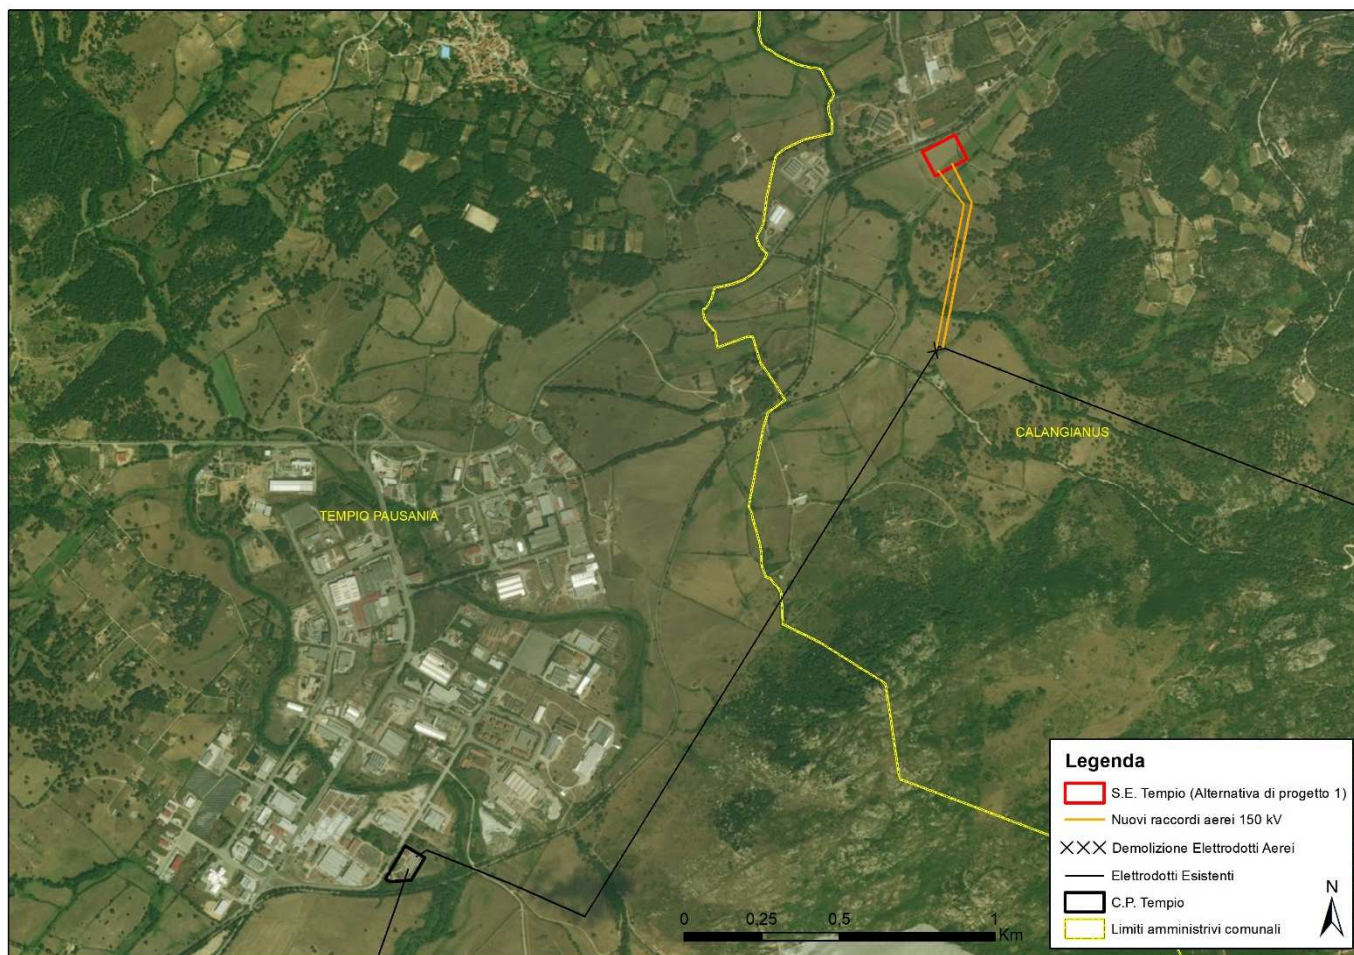 CALANGIANUS
TEMPIO PAUSANIA
Legenda
S.E. Tempio (Alternativa di progetto 1)
Nuovi raccordi aerei 150 kV
Demolizione Elettrodotti Aerei
Elettrodotti Esistenti
C.P. Tempio
Limiti amministrivi comunali
N
0 0,25 0,5 1
Km